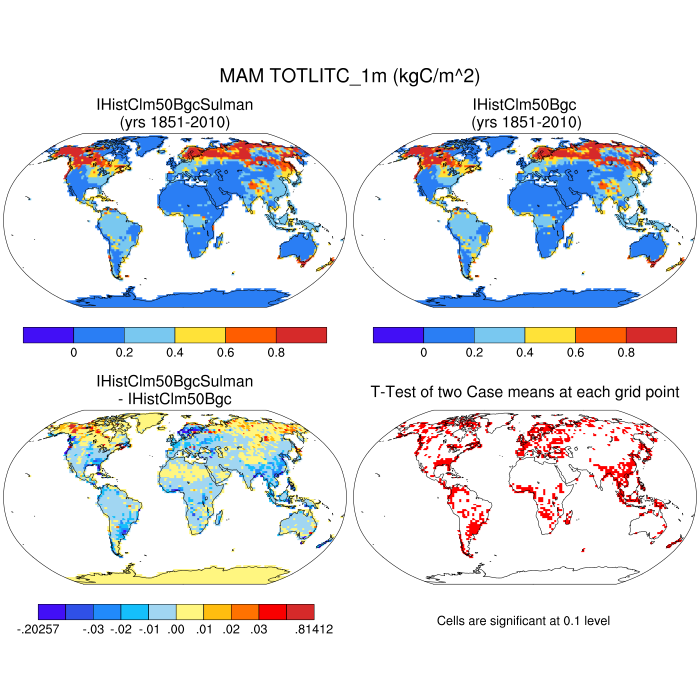 MAM TOTLITC_1m (kgC/m^2)
IHistClm50BgcSulman
(yrs 1851-2010)
IHistClm50Bgc
(yrs 1851-2010)
0 0.2 0.4 0.6 0.8
0 0.2 0.4 0.6 0.8
IHistClm50BgcSulman
- IHistClm50Bgc
T-Test of two Case means at each grid point
-.20257 -.03 -.02 -.01 .00 .01 .02 .03 .81412
Cells are significant at 0.1 level